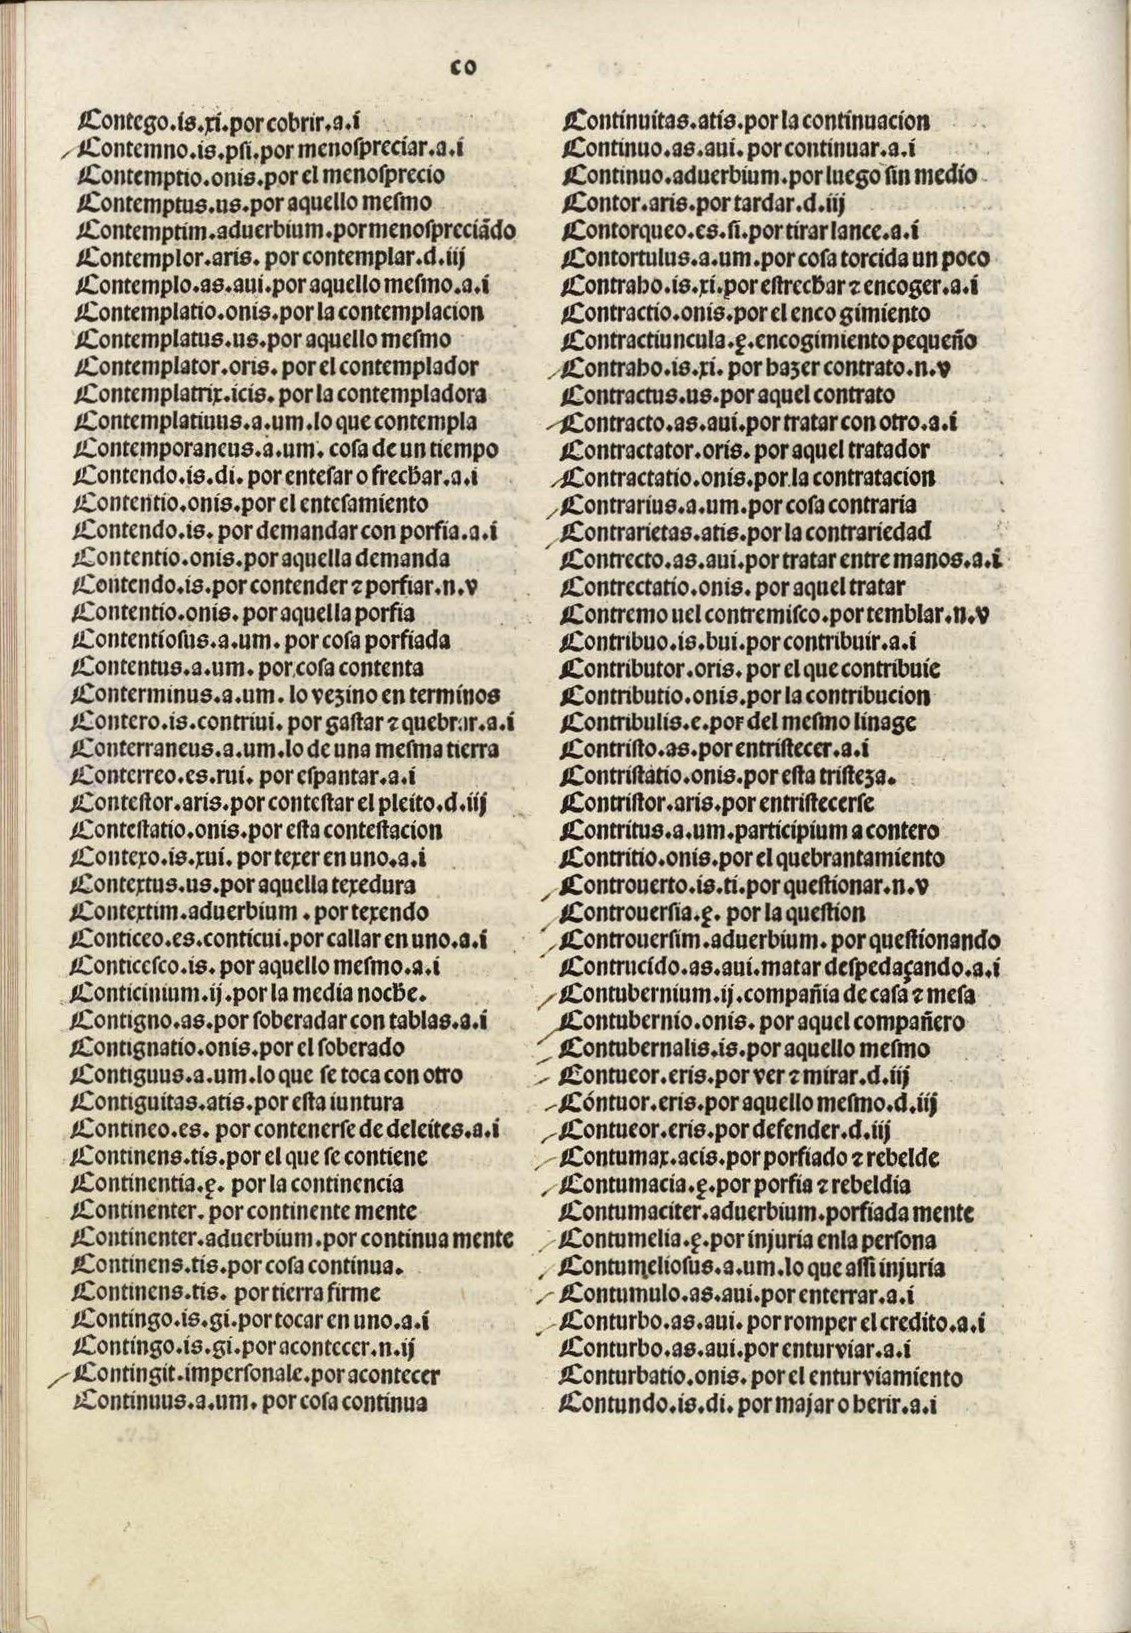 co
Contego.is.xi.por cobrir.a.i
Contemno.is.psi.por menospreciar.a.i
Contemptio.onis.por el menosprecio
Contemptus.us.por aquello mesmo
Contemptim.aduerbium.por menospreciãdo
Contemplor.aris. por contemplar.d.iij
Contemplo.as.aui.por aquello mesmo.a.i
Contemplatio.onis.por la contemplacion
Contemplatus.us.por aquello mesmo
Contemplator.oris. por el contemplador
Contemplatrix.icis. por la contempladora
Contemplatiuus.a.um.lo que contempla
Contemporaneus.a.um. cosa de un tiempo
Contendo.is.di. por entesar o frechar.a.i
Contentio.onis.por el entesamiento
Contendo.is. por demandar con porfia.a.i
Contentio.onis.por aquella demanda
Contendo.is.por contender ⁊ porfiar.n.v
Contentio.onis. por aquella porfia
Contentiosus.a.um. por cosa porfiada
Contentus.a.um. por cosa contenta
Conterminus.a.um. lo vezino en terminos
Contero.is.contriui. por gastar ⁊ quebrar.a.i
Conterraneus.a.um.lo de una mesma tierra
Conterreo.es.rui. por espantar.a.i
Contestor.aris.por contestar el pleito.d.iij
Contestatio.onis.por esta contestacion
Contexo.is.xui. por texer en uno.a.i
Contextus.us.por aquella texedura
Contextim.aduerbium . por texendo
Conticeo.es.conticui.por callar en uno.a.i
Conticesco.is. por aquello mesmo.a.i
Conticinium.ij.por la media noche.
Contigno.as.por soberadar con tablas.a.i
Contignatio.onis.por el soberado
Contiguus.a.um.lo que se toca con otro
Contiguitas.atis.por esta iuntura
Contineo.es. por contenerse de deleites.a.i
Continens.tis.por el que se contiene
Continentia.ę. por la continencia
Continenter. por continente mente
Continenter.aduerbium.por continua mente
Continens.tis.por cosa continua.
Continens.tis. por tierra firme
Contingo.is.gi.por tocar en uno.a.i
Contingo.is.gi.por acontecer.n.ij
Contingit.impersonale.por acontecer
Continuus.a.um. por cosa continua
Continuitas.atis.por la continuacion
Continuo.as.aui.por continuar.a.i
Continuo.aduerbium.por luego sin medio
Contor.aris.por tardar.d.iij
Contorqueo.es.si.por tirar lance.a.i
Contortulus.a.um.por cosa torcida un poco
Contraho.is.xi.por estrechar ⁊ encoger.a.i
Contractio.onis.por el enco gimiento
Contractiuncula.ę.encogimiento pequeño
Contraho.is.xi. por hazer contrato.n.v
Contractus.us.por aquel contrato
Contracto.as.aui.por tratar con otro.a.i
Contractator.oris. por aquel tratador
Contractatio.onis.por la contratacion
Contrarius.a.um.por cosa contraria
Contrarietas.atis.por la contrariedad
Contrecto.as.aui.por tratar entre manos.a.i
Contrectatio.onis. por aquel tratar
Contremo uel contremisco.por temblar.n.v
Contribuo.is.bui.por contribuir.a.i
Contributor.oris. por el que contribuie
Contributio.onis.por la contribucion
Contribulis.e.por del mesmo linage
Contristo.as.por entristecer.a.i
Contristatio.onis.por esta tristeza.
Contristor.aris.por entristecerse
Contritus.a.um.participium a contero
Contritio.onis.por el quebrantamiento
Controuerto.is.ti.por questionar.n.v
Controuersia.ę. por la question
Controuersim.aduerbium. por questionando
Contrucido.as.aui.matar despedaçando.a.i
Contubernium.ij.compañia de casa ⁊ mesa
Contubernio.onis. por aquel compañero
Contubernalis.is.por aquello mesmo
Contueor.eris.por ver ⁊ mirar.d.iij
Contuor.eris.por aquello mesmo.d.iij
Contueor.eris.por defender.d.iij
Contumax.acis.por porfiado ⁊ rebelde
Contumacia.ę.por porfia ⁊ rebeldia
Contumaciter.aduerbium.porfiada mente
Contumelia.ę.por injuria enla persona
Contumeliosus.a.um.lo que assi injuria
Contumulo.as.aui.por enterrar.a.i
Conturbo.as.aui. por romper el credito.a.i
Conturbo.as.aui.por enturviar.a.i
Conturbatio.onis. por el enturviamiento
Contundo.is.di. por majar o herir.a.i